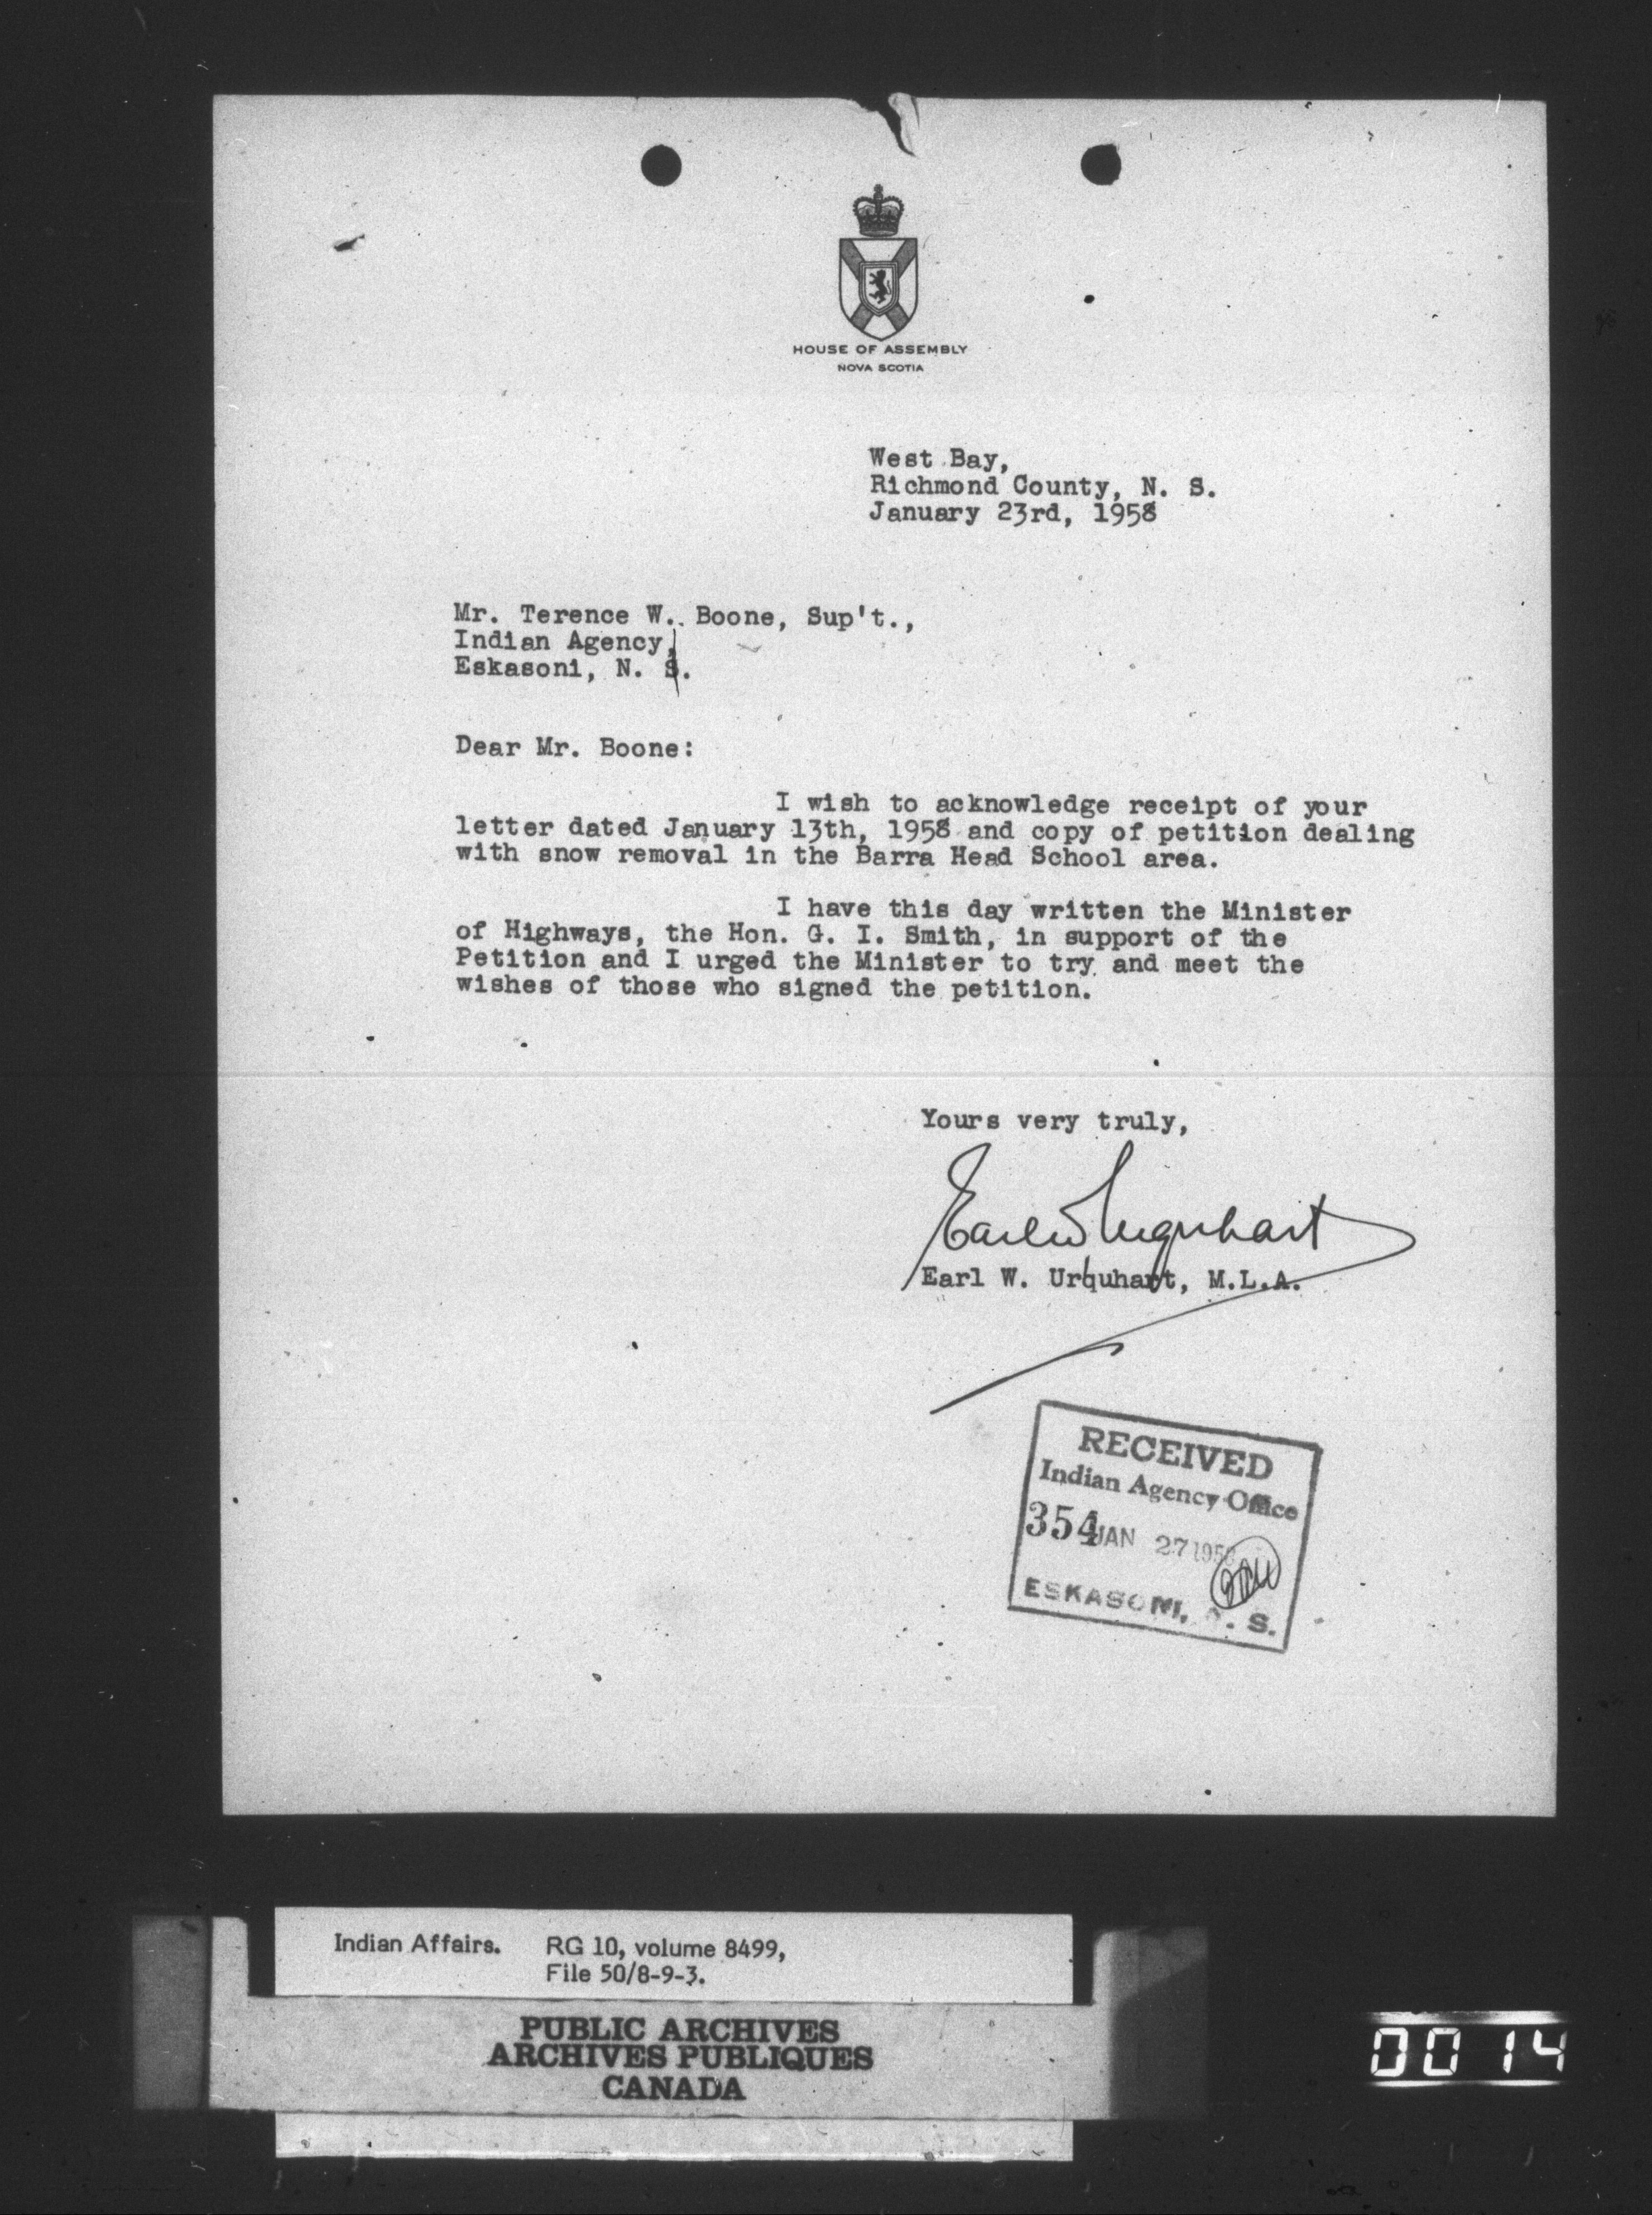 HOUSE OF ASSEMBLY
NOVA SCOTIA
West Bay,
Richmond County, N. S.
January 23rd, 1958
Mr. Terence W. Boone, Sup't.,
Indian Agency,
Eskasoni, N. S.
Dear Mr. Boone:
I wish to acknowledge receipt of your
letter dated January 13th, 1958 and copy of petition dealing
with snow removal in the Barra Head School area.
I have this day written the Minister
of Highways, the Hon. G. I. Smith, in support of the
Petition and I urged the Minister to try and meet the
wishes of those who signed the petition.
Yours very truly,
Earl W Urquhart
Earl W. Urquhart, M.L.A.
RECEIVED
Indian Agency Office
354 JAN 27 1958
ESKASONI, N. S.
Indian Affairs. RG 10, volume 8499,
File 50/8-9-3.
PUBLIC ARCHIVES
ARCHIVES PUBLIQUES
CANADA
0014